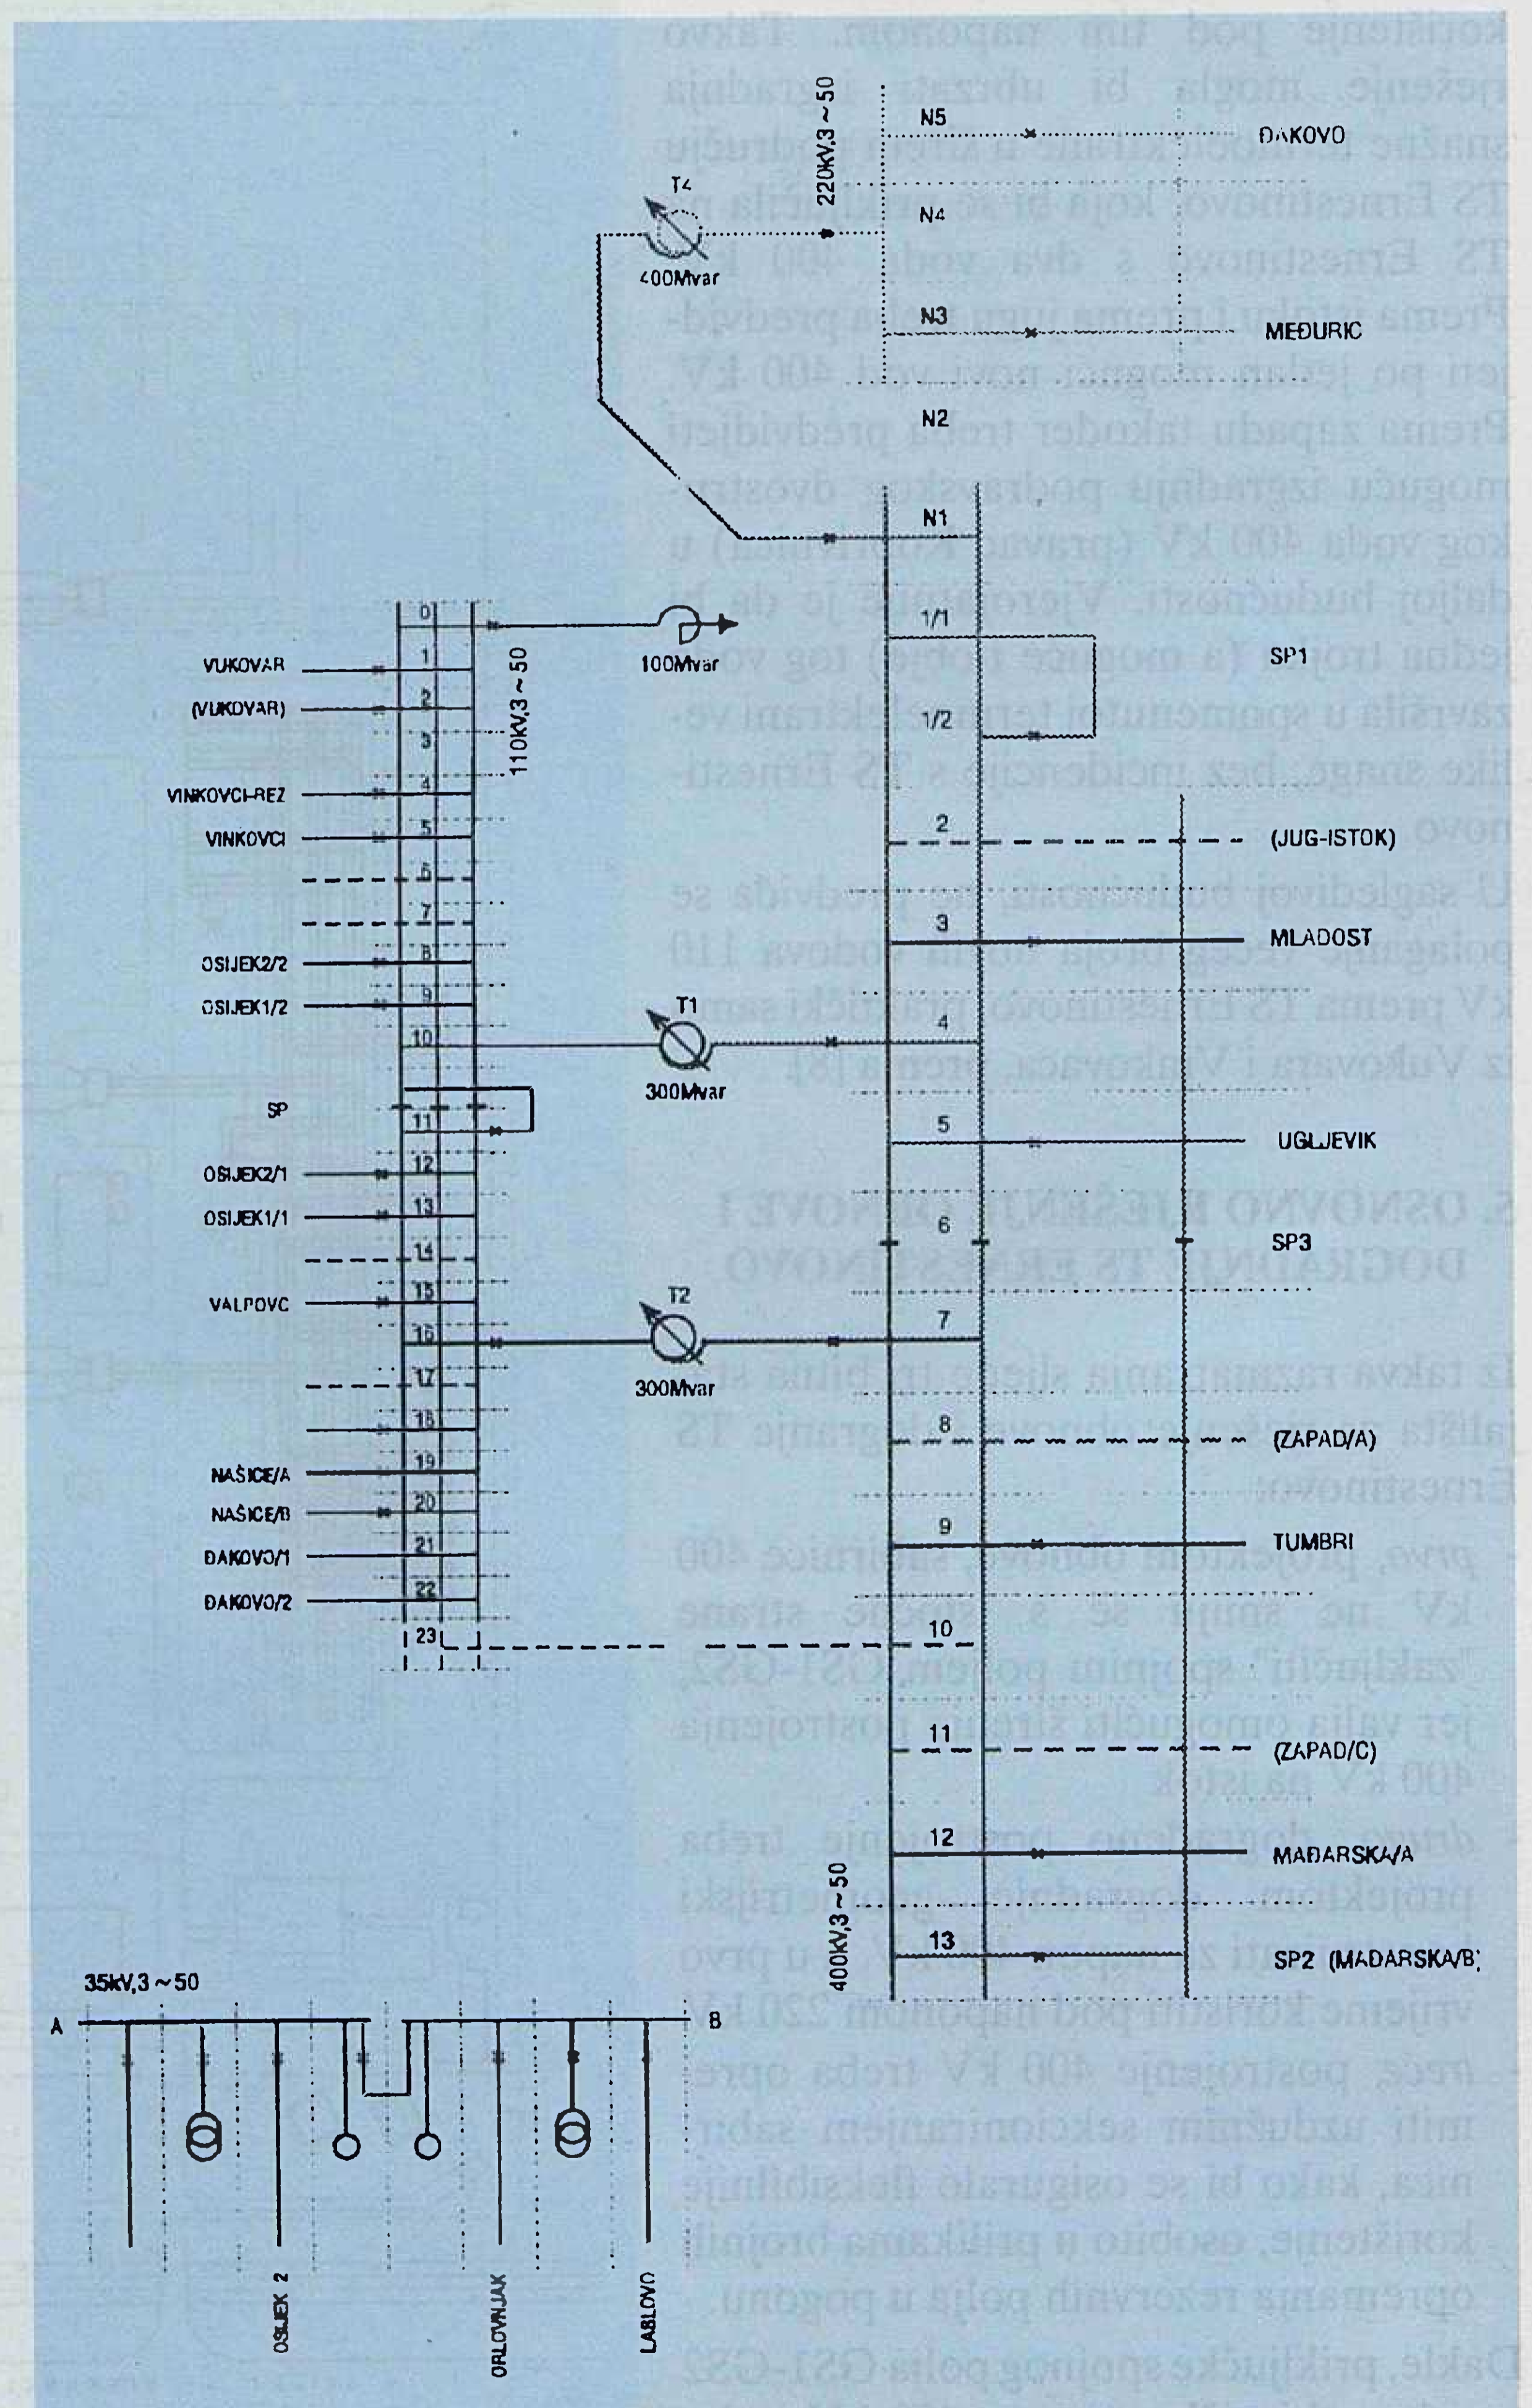 220kV,3~50
N5
ĐAKOVO
T4
N4
400Mvar
N3
MEĐURIC
N2
N1
0
1/1
SP1
VUKOVAR
1
100Mvar
110kV,3~50
(VUKOVAR)
2
1/2
3
VINKOVCI-REZ
4
VINKOVCI
5
2
(JUG-ISTOK)
6
7
3
MLADOST
OSIJEK2/2
8
OSIJEK1/2
9
T1
10
4
300Mvar
SP
11
5
UGLJEVIK
OSIJEK2/1
12
OSIJEK1/1
13
6
SP3
14
VALPOVC
15
T2
16
7
300Mvar
17
18
8
(ZAPAD/A)
NAŠICE/A
19
NAŠICE/B
20
9
TUMBRI
ĐAKOVO/1
21
ĐAKOVO/2
22
23
10
11
(ZAPAD/C)
12
MAĐARSKA/A
400kV,3~50
13
SP2 (MAĐARSKA/B)
35kV,3~50
A
B
OSIJEK 2
ORLOVNJAK
LABLOVO